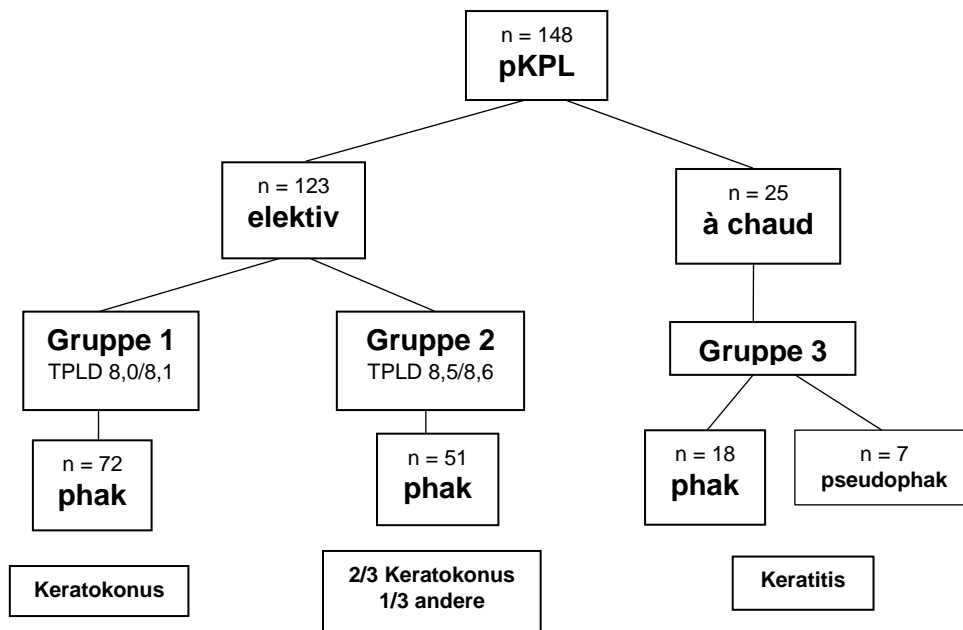 n = 148
pKPL
n = 123
elektiv
n = 25
à chaud
Gruppe 1
TPLD 8,0/8,1
Gruppe 2
TPLD 8,5/8,6
Gruppe 3
n = 72
phak
n = 51
phak
n = 18
phak
n = 7
pseudophak
Keratokonus
2/3 Keratokonus
1/3 andere
Keratitis